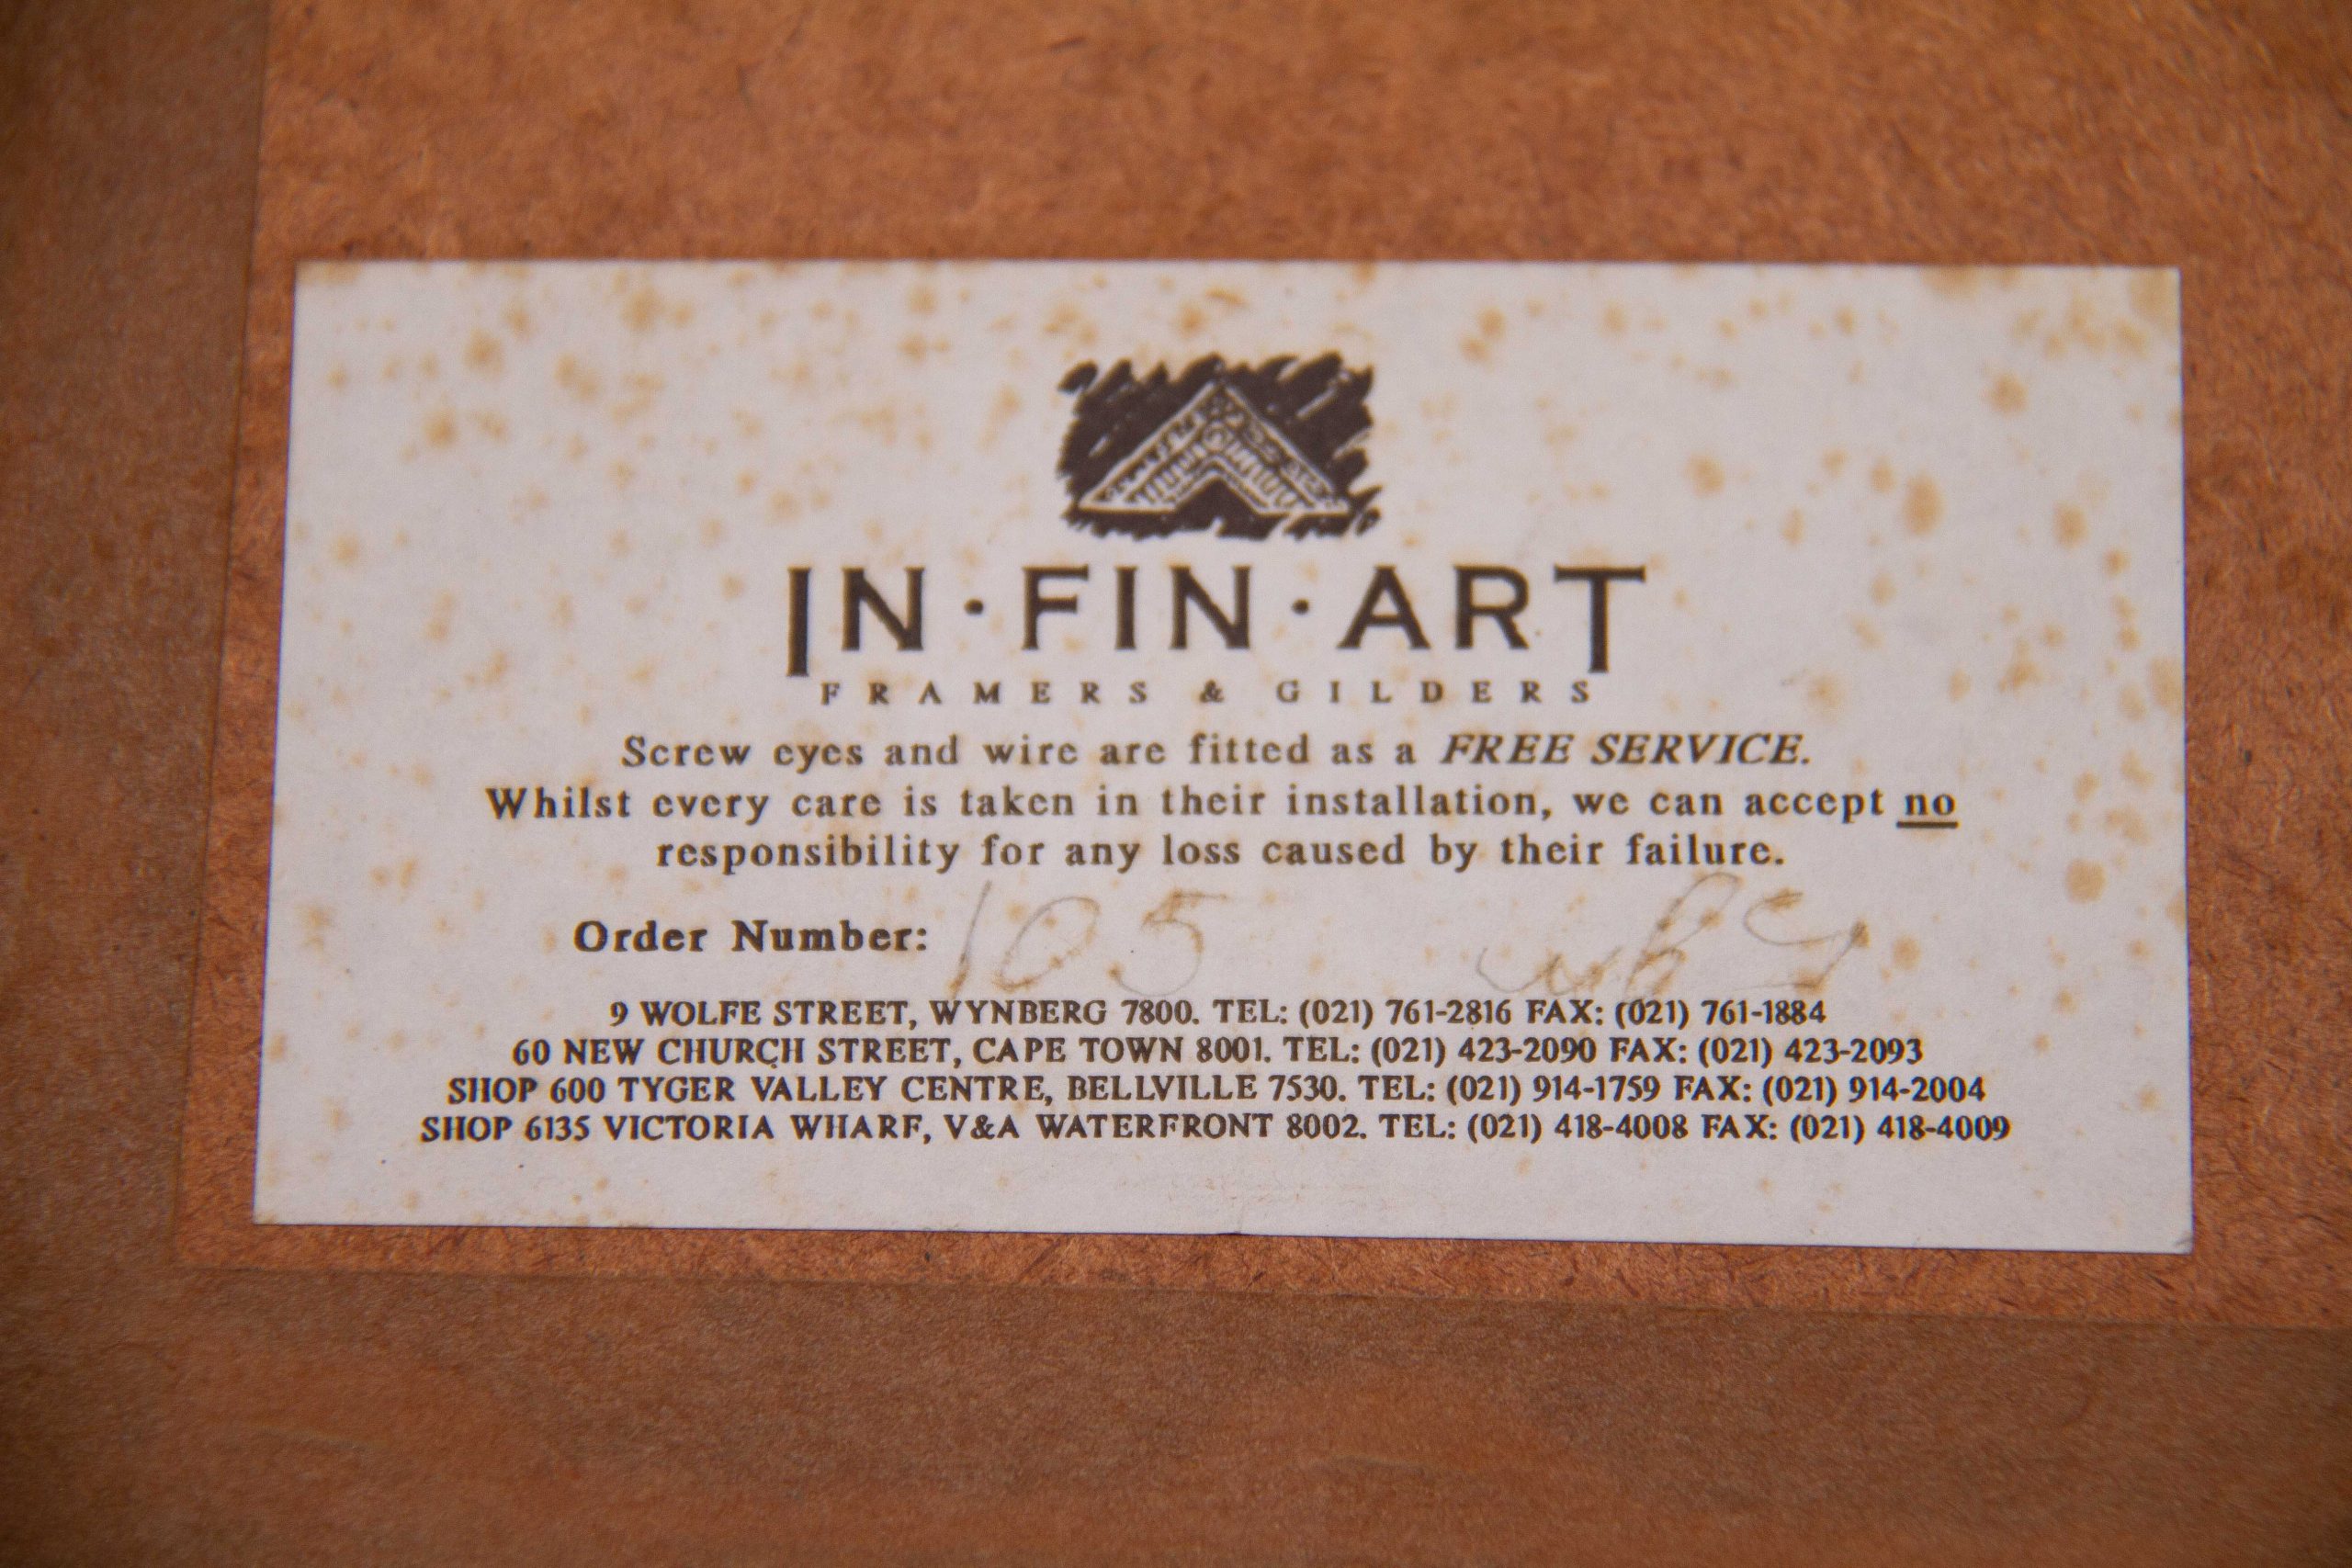 IN·FIN·ART
FRAMERS & GILDERS
Screw eyes and wire are fitted as a FREE SERVICE.
Whilst every care is taken in their installation, we can accept no
responsibility for any loss caused by their failure.
Order Number: 105
9 WOLFE STREET, WYNBERG 7800. TEL: (021) 761-2816 FAX: (021) 761-1884
60 NEW CHURCH STREET, CAPE TOWN 8001. TEL: (021) 423-2090 FAX: (021) 423-2093
SHOP 600 TYGER VALLEY CENTRE, BELLVILLE 7530. TEL: (021) 914-1759 FAX: (021) 914-2004
SHOP 6135 VICTORIA WHARF, V&A WATERFRONT 8002. TEL: (021) 418-4008 FAX: (021) 418-4009